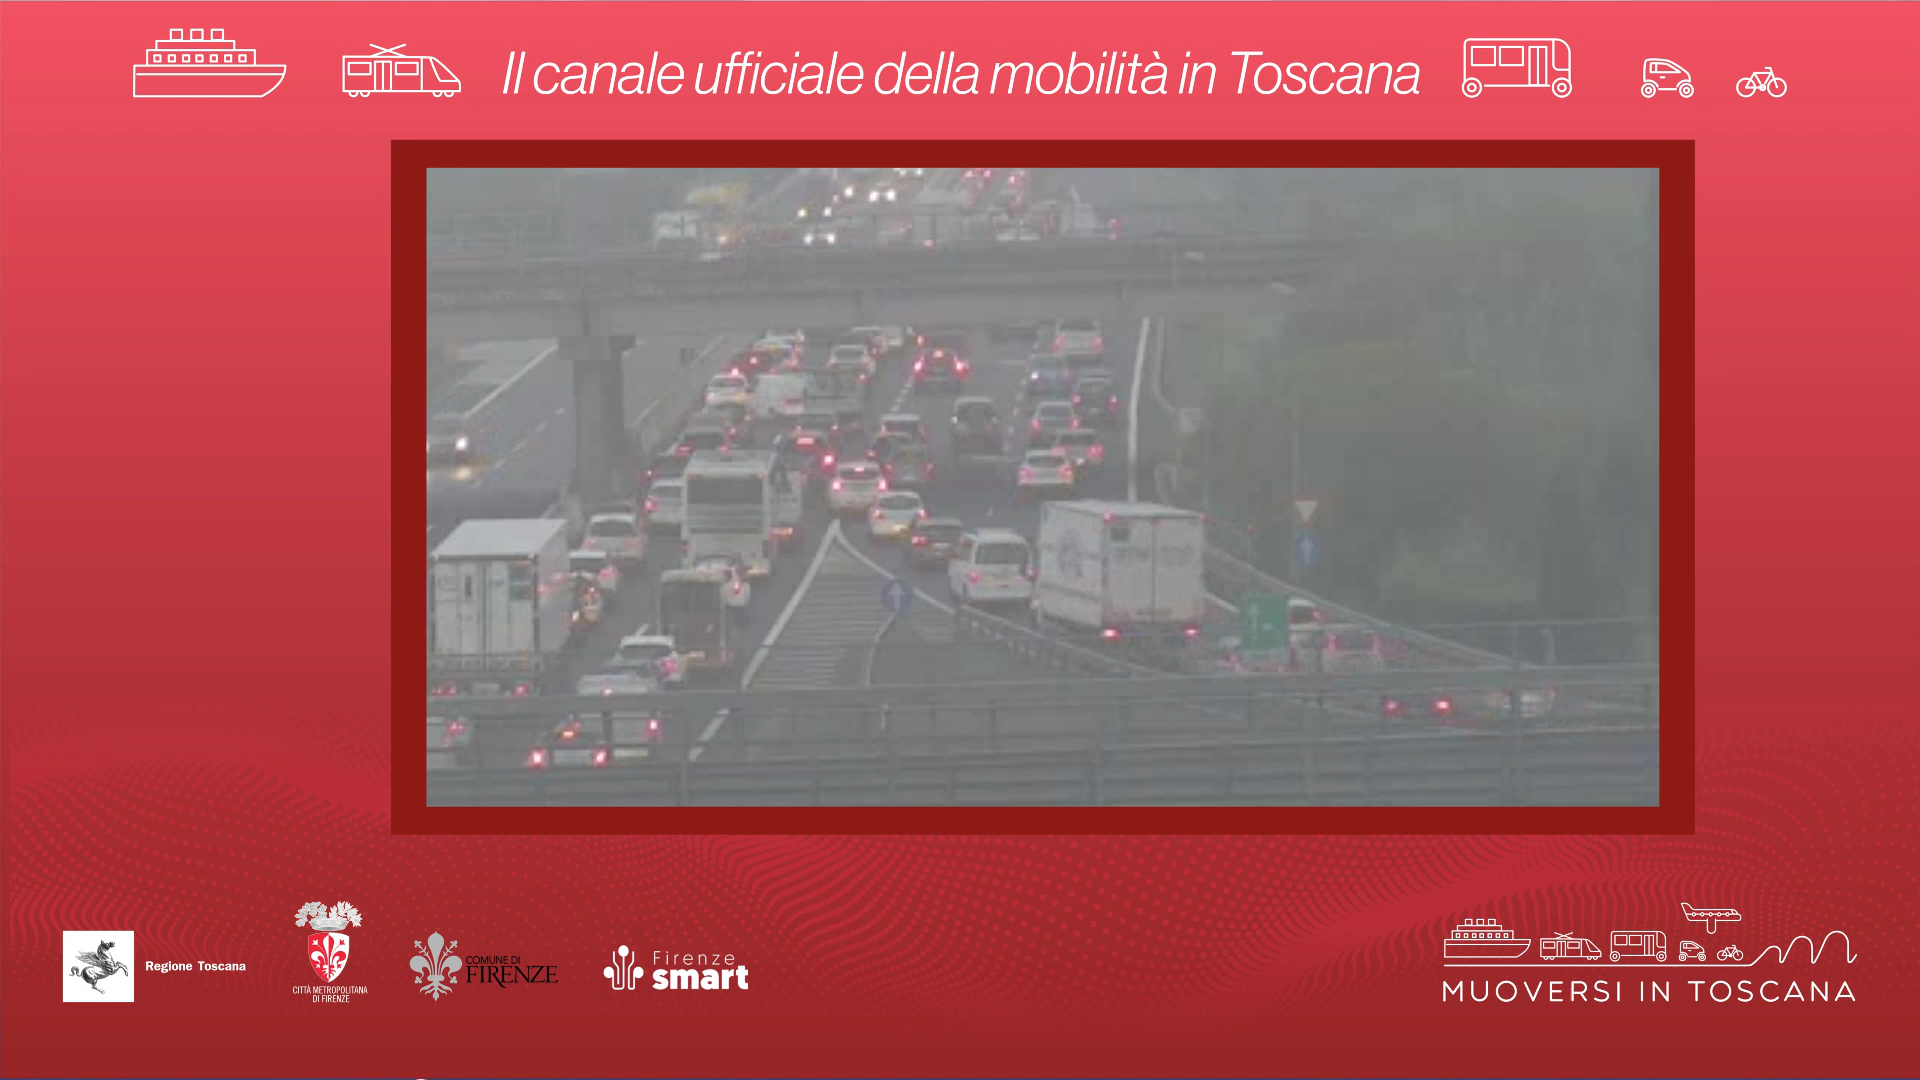 Il canale ufficiale della mobilità in Toscana
Regione Toscana
CITTÀ METROPOLITANA
DI FIRENZE
COMUNE DI
FIRENZE
Firenze
smart
MUOVERSI IN TOSCANA